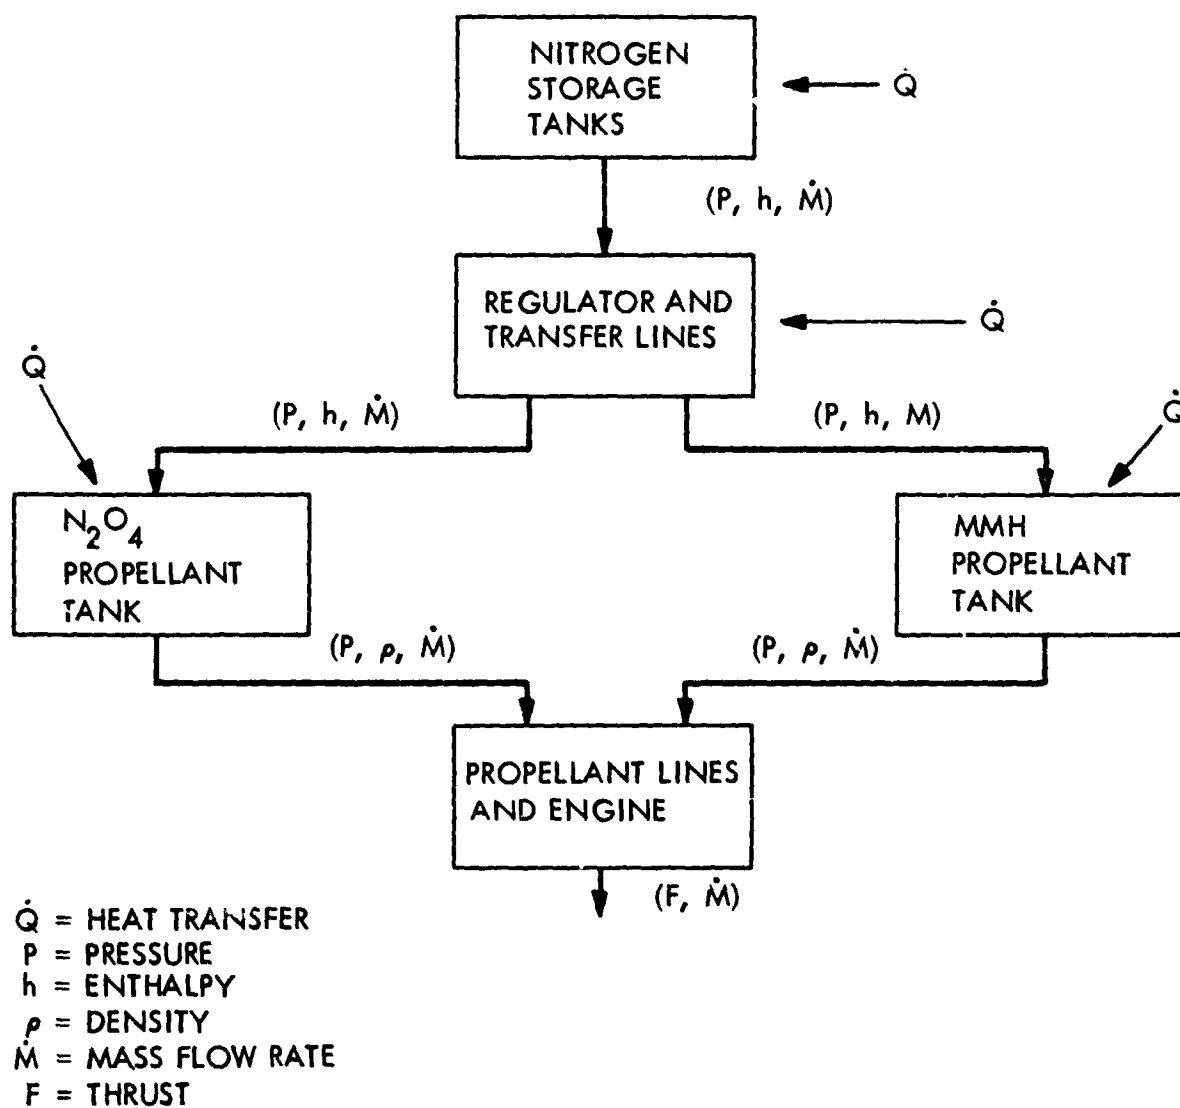 NITROGEN
STORAGE
TANKS
Q̇
(P, h, Ṁ)
REGULATOR AND
TRANSFER LINES
Q̇
Q̇
(P, h, Ṁ)
(P, h, M)
Q̇
N₂O₄
PROPELLANT
TANK
MMH
PROPELLANT
TANK
(P, ρ, Ṁ)
(P, ρ, Ṁ)
PROPELLANT LINES
AND ENGINE
(F, Ṁ)
Q̇ = HEAT TRANSFER
P = PRESSURE
h = ENTHALPY
ρ = DENSITY
Ṁ = MASS FLOW RATE
F = THRUST